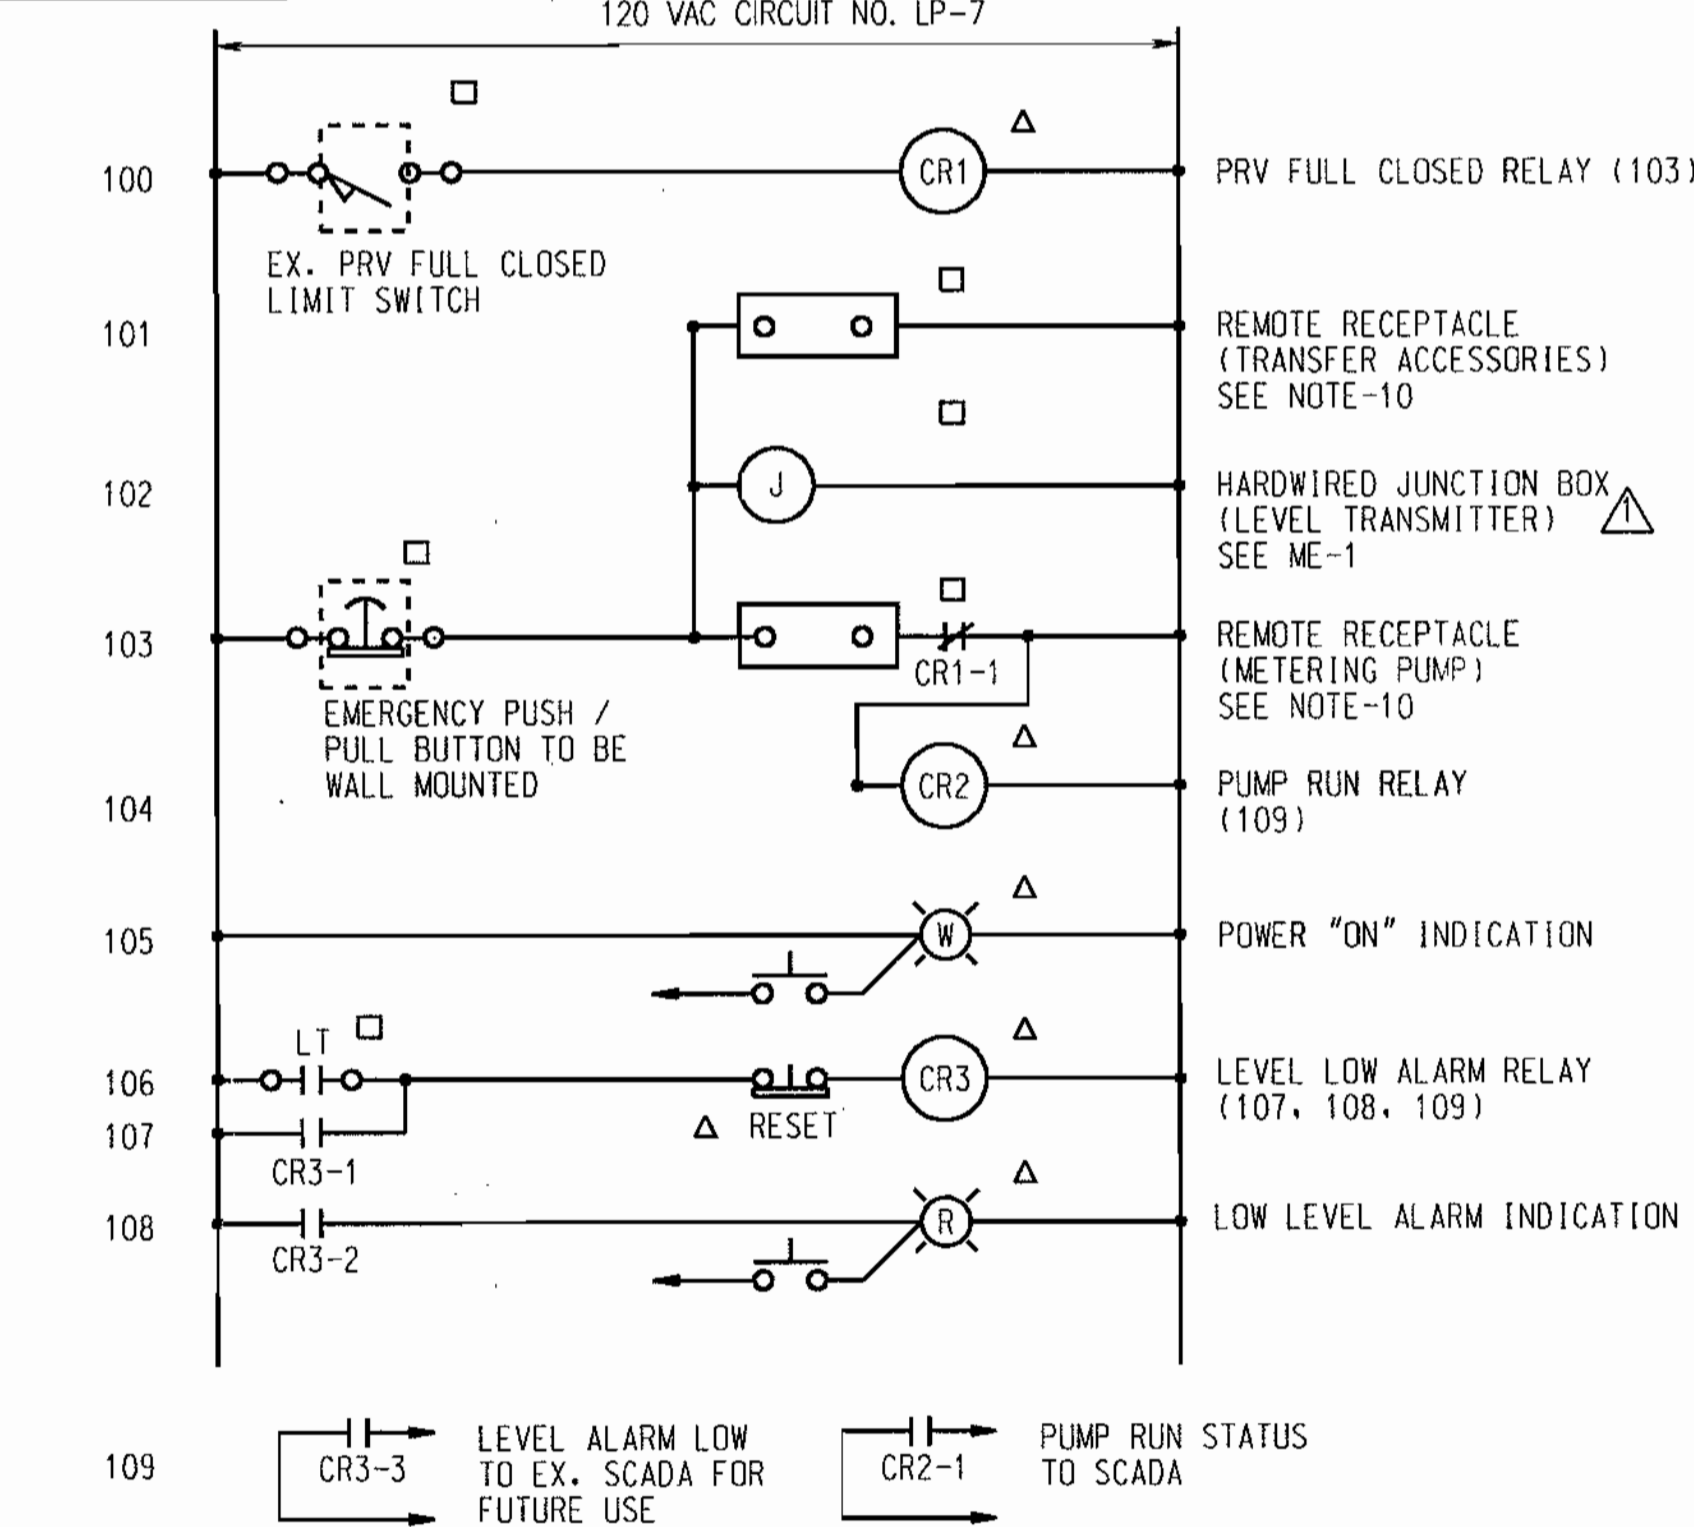 120 VAC CIRCUIT NO. LP-7
100
CR1
PRV FULL CLOSED RELAY (103)
EX. PRV FULL CLOSED
LIMIT SWITCH
101
REMOTE RECEPTACLE
(TRANSFER ACCESSORIES)
SEE NOTE-10
102
J
HARDWIRED JUNCTION BOX
(LEVEL TRANSMITTER)
SEE ME-1
1
103
CR1-1
REMOTE RECEPTACLE
(METERING PUMP)
SEE NOTE-10
EMERGENCY PUSH /
PULL BUTTON TO BE
WALL MOUNTED
104
CR2
PUMP RUN RELAY
(109)
105
W
POWER "ON" INDICATION
LT
106
CR3
LEVEL LOW ALARM RELAY
(107, 108, 109)
RESET
107
CR3-1
108
R
LOW LEVEL ALARM INDICATION
CR3-2
109
CR3-3
LEVEL ALARM LOW
TO EX. SCADA FOR
FUTURE USE
CR2-1
PUMP RUN STATUS
TO SCADA